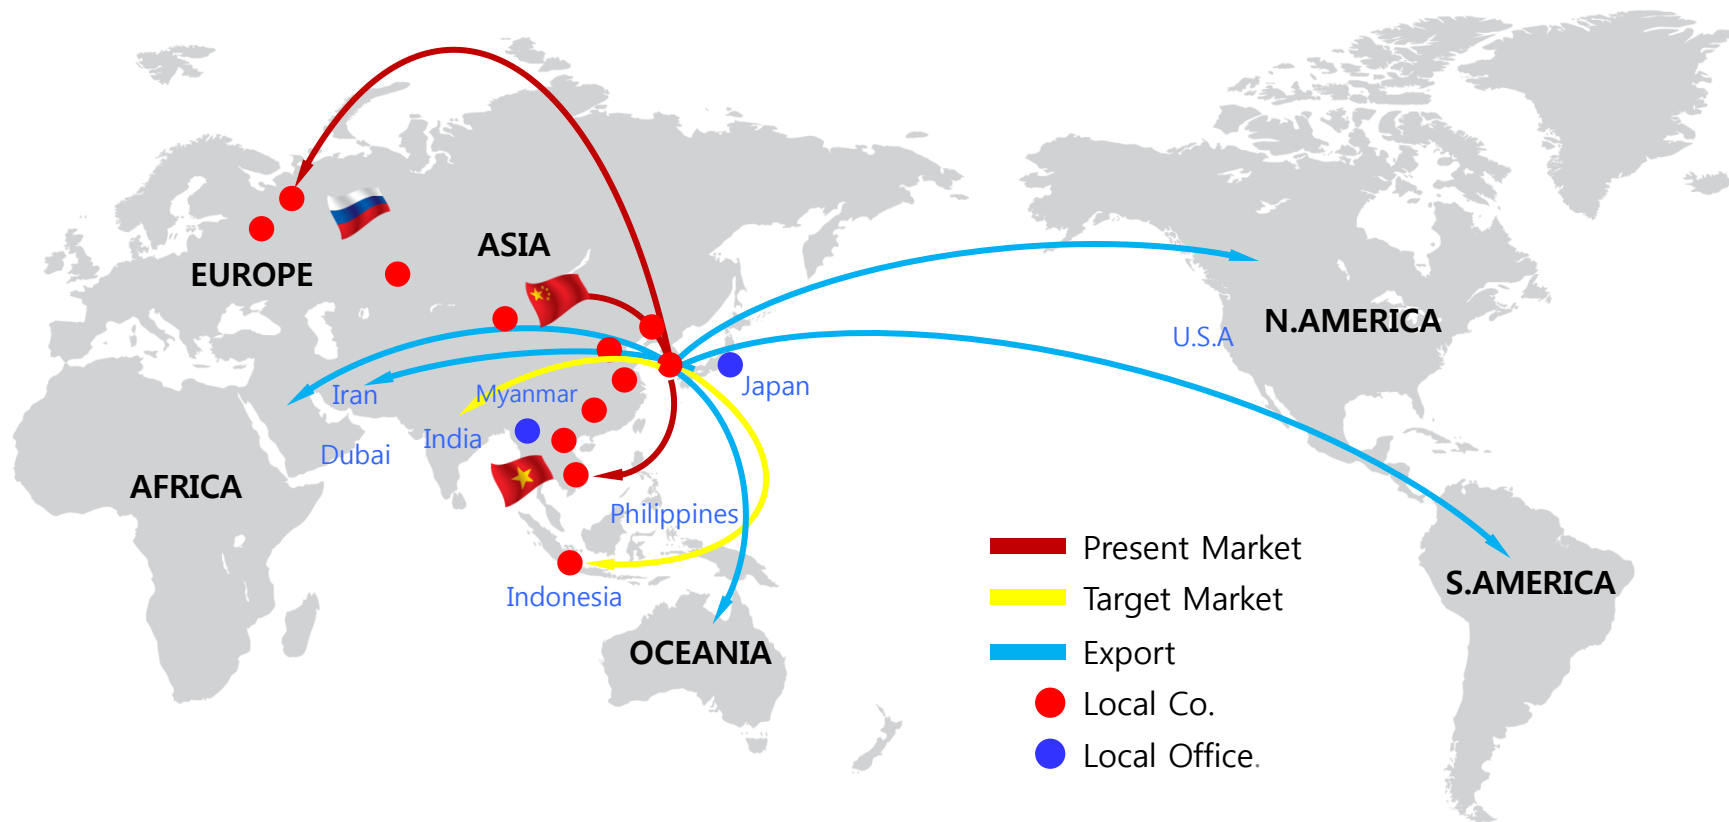 ASIA
EUROPE
N.AMERICA
U.S.A
Iran
Myanmar
Japan
India
Dubai
AFRICA
Philippines
Present Market
S.AMERICA
Indonesia
Target Market
OCEANIA
Export
Local Co.
Local Office.